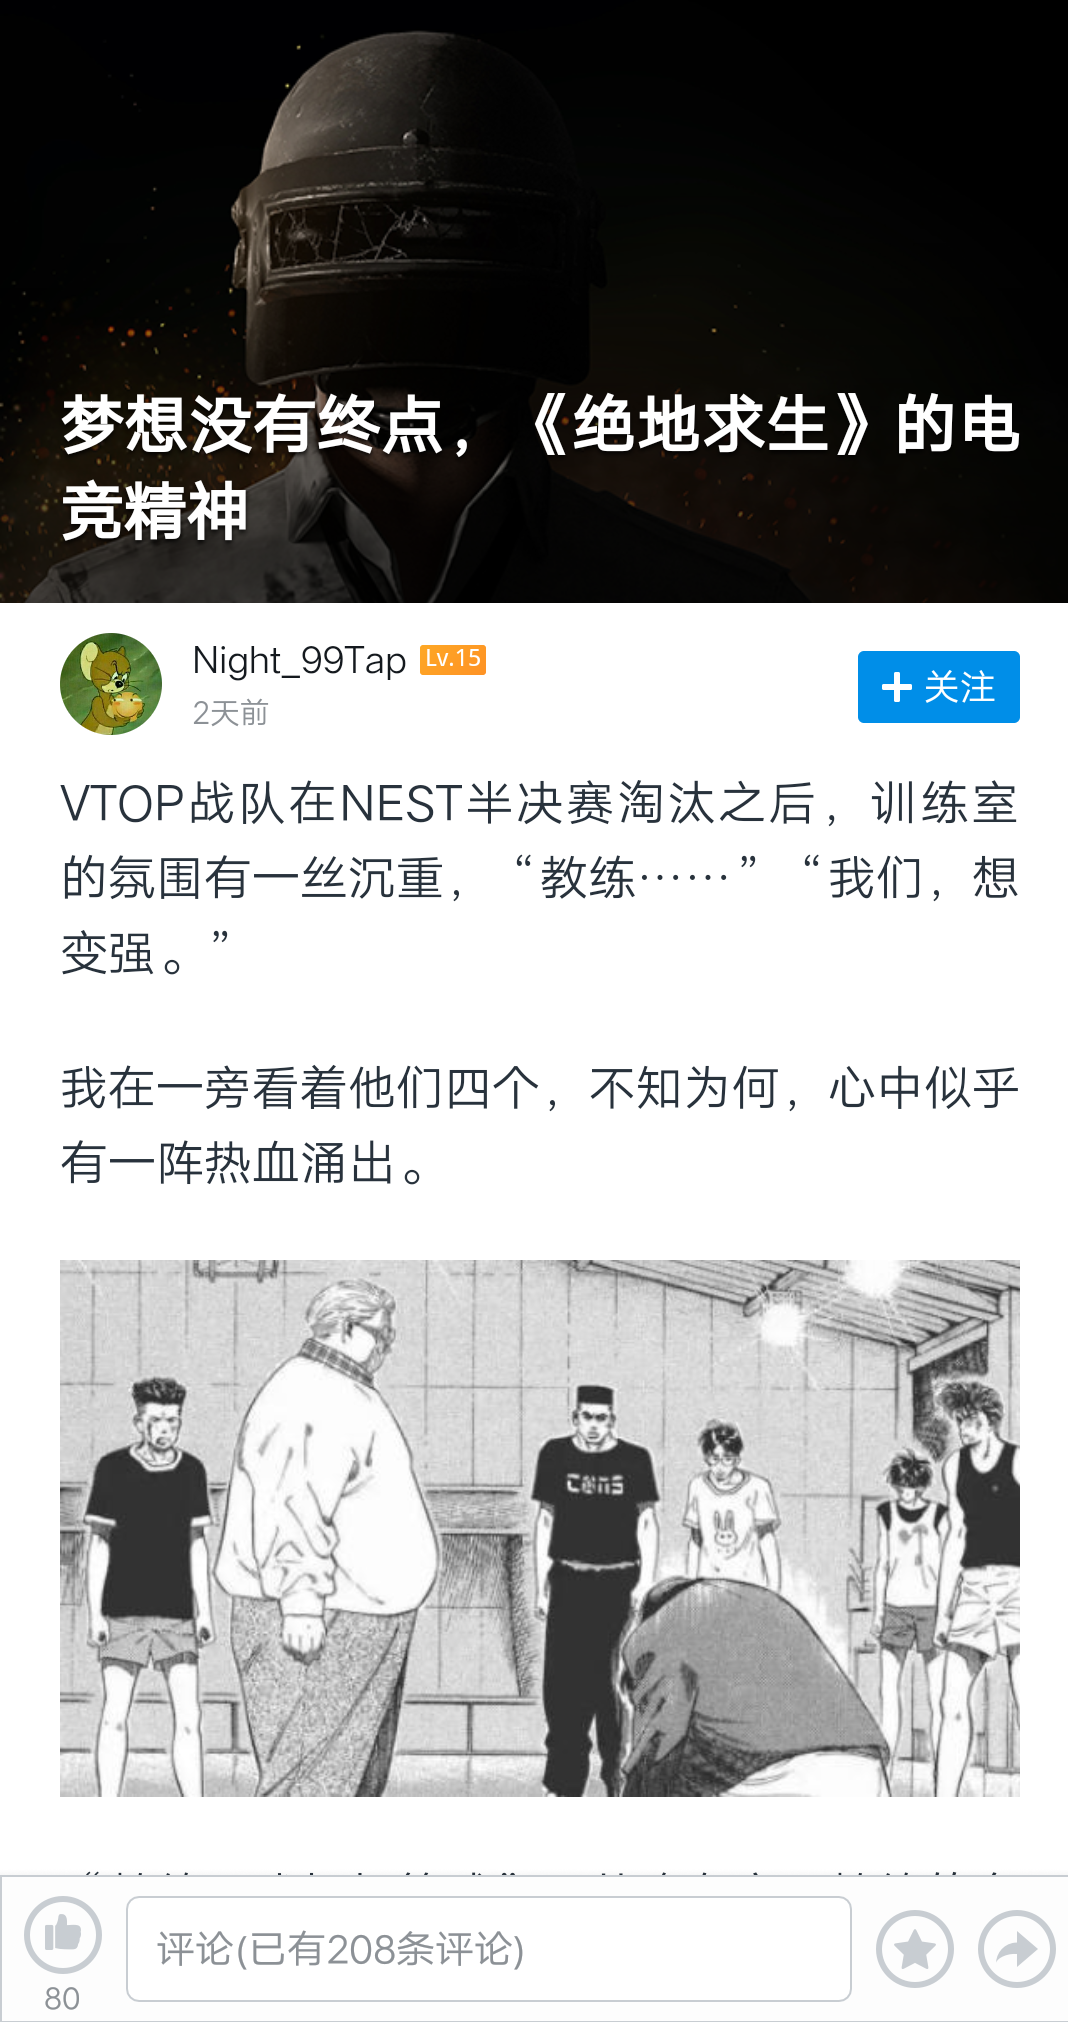 梦想没有终点，《绝地求生》的电
竞精神
Night_99Tap Lv.15
2天前
关注
VTOP战队在NEST半决赛淘汰之后，训练室
的氛围有一丝沉重，“教练……”“我们，想
变强。”
我在一旁看着他们四个，不知为何，心中似乎
有一阵热血涌出。
评论(已有208条评论)
80